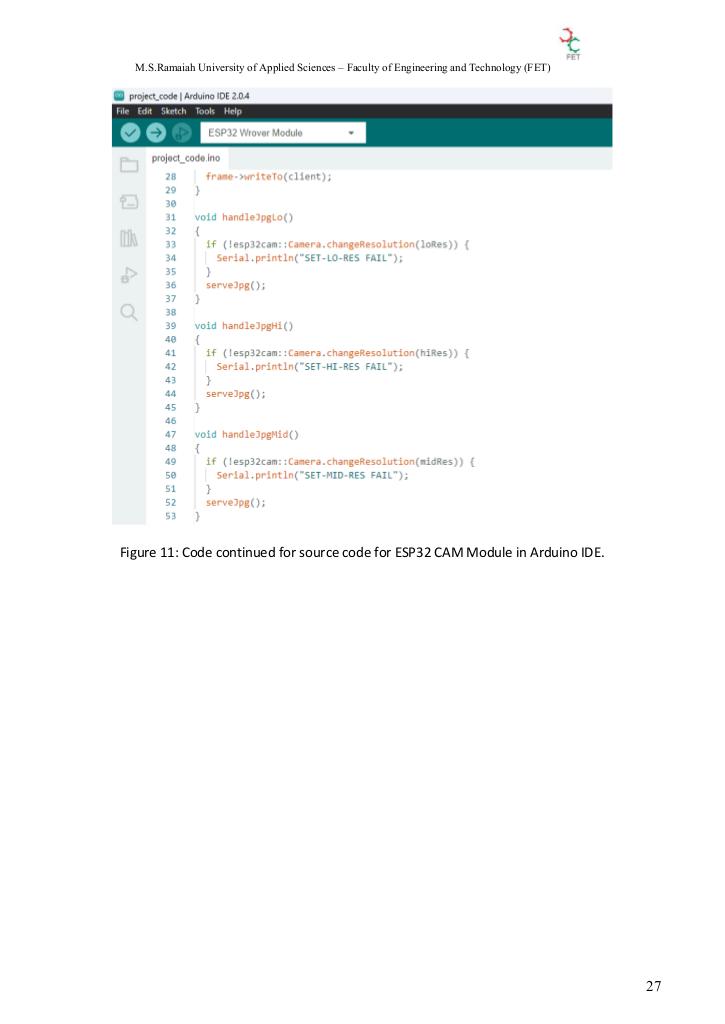 FET
M.S.Ramaiah University of Applied Sciences – Faculty of Engineering and Technology (FET)
project_code | Arduino IDE 2.0.4
File Edit Sketch Tools Help
ESP32 Wrover Module
project_code.ino
28 frame->writeTo(client);
29 }
30
31 void handleJpgLo()
32 {
33 if (!esp32cam::Camera.changeResolution(loRes)) {
34 Serial.println("SET-LO-RES FAIL");
35 }
36 serveJpg();
37 }
38
39 void handleJpgHi()
40 {
41 if (!esp32cam::Camera.changeResolution(hiRes)) {
42 Serial.println("SET-HI-RES FAIL");
43 }
44 serveJpg();
45 }
46
47 void handleJpgMid()
48 {
49 if (!esp32cam::Camera.changeResolution(midRes)) {
50 Serial.println("SET-MID-RES FAIL");
51 }
52 serveJpg();
53 }
Figure 11: Code continued for source code for ESP32 CAM Module in Arduino IDE.
27